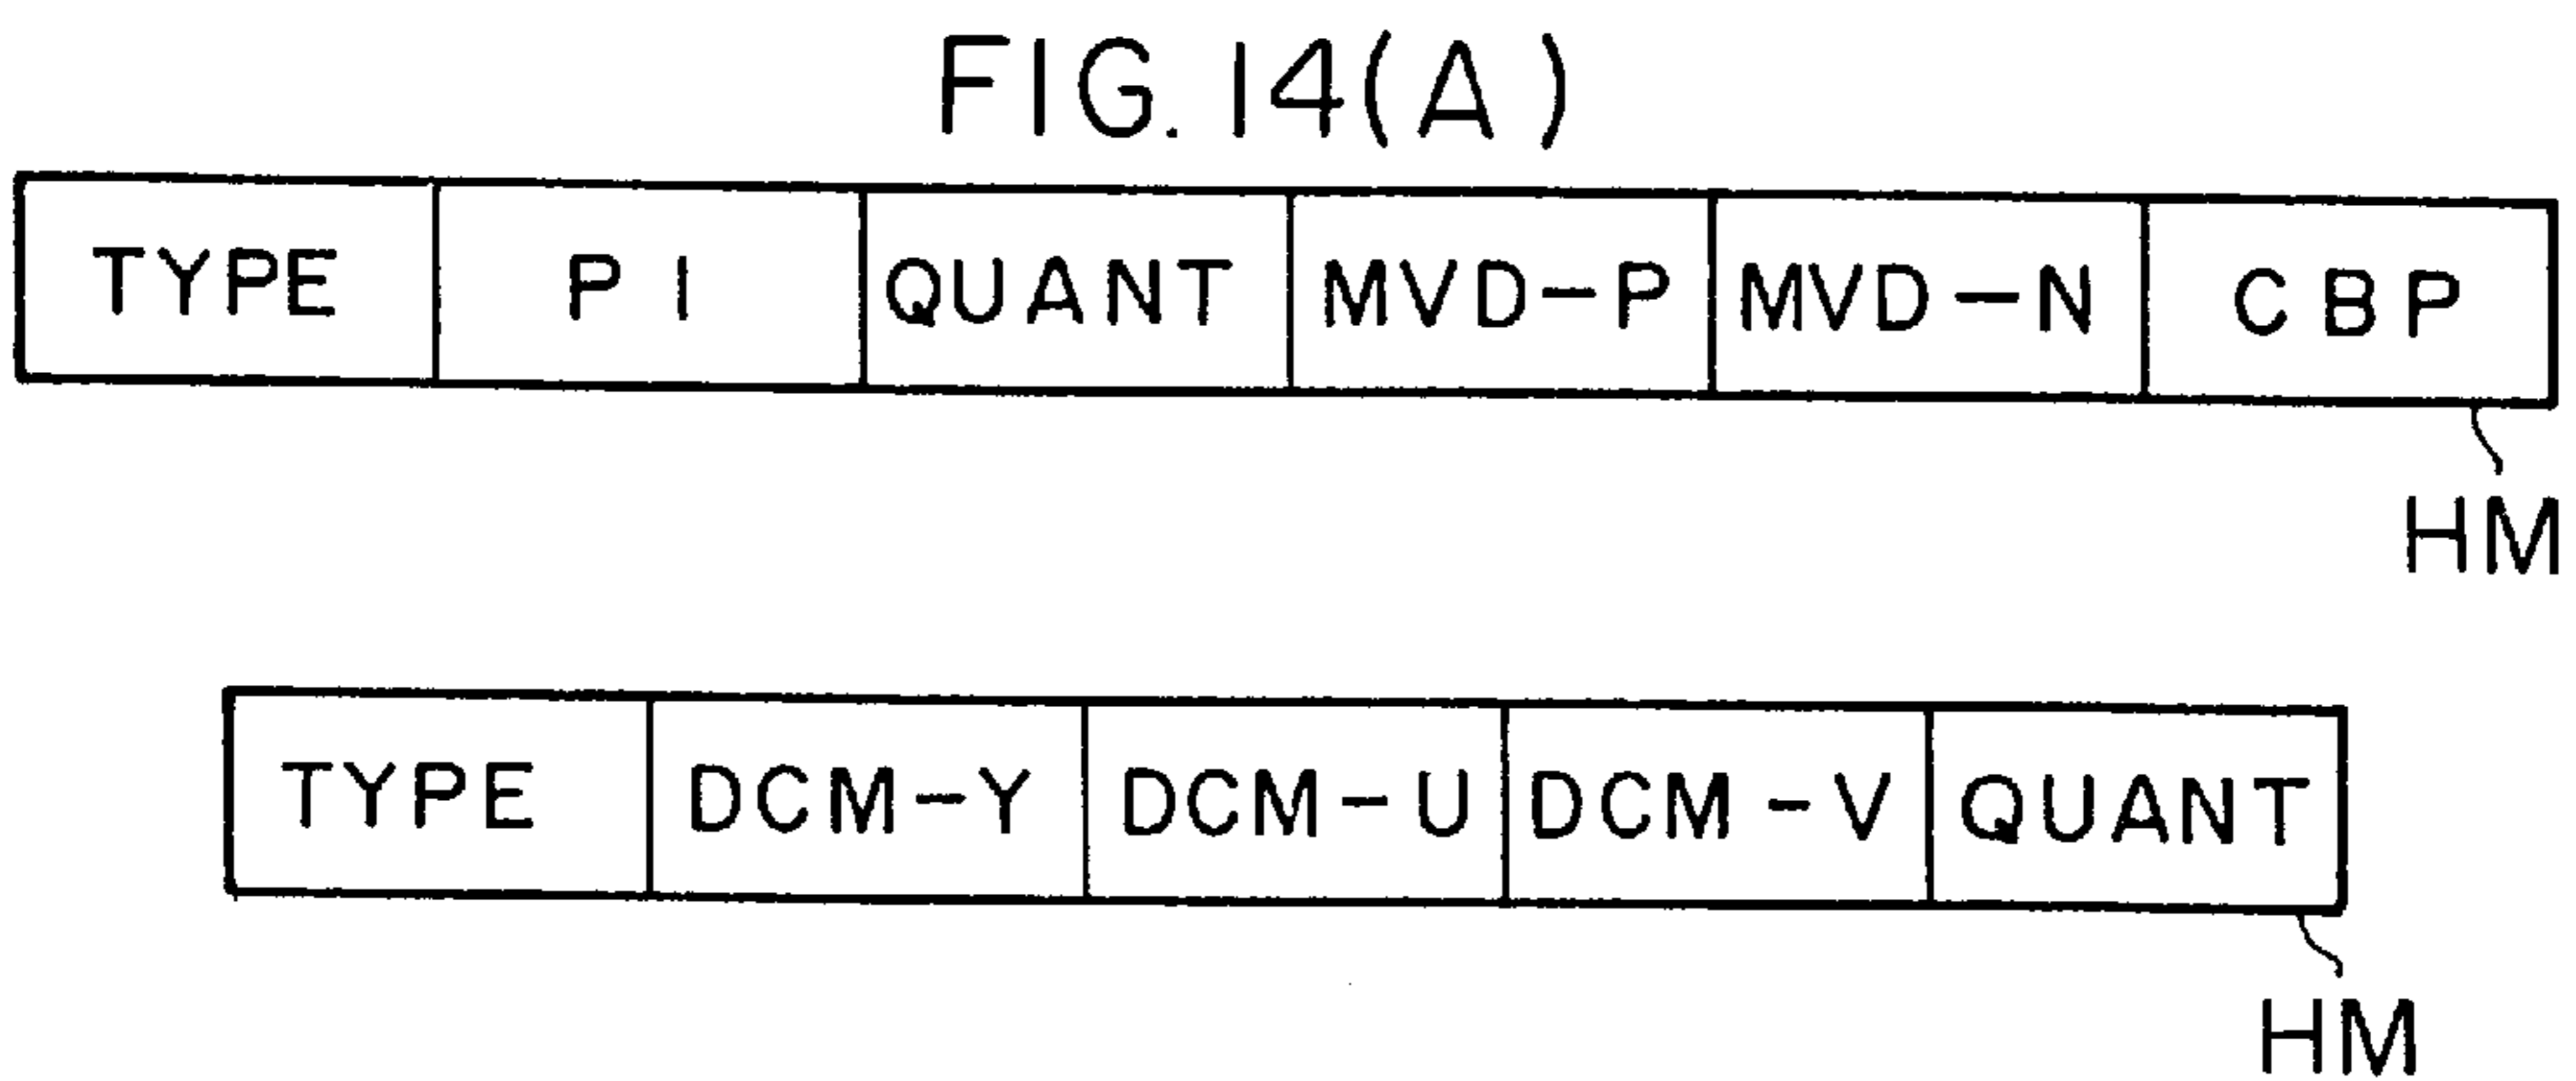 FIG. 14(A)
TYPE PI QUANT MVD-P MVD-N CBP
HM
TYPE DCM-Y DCM-U DCM-V QUANT
HM